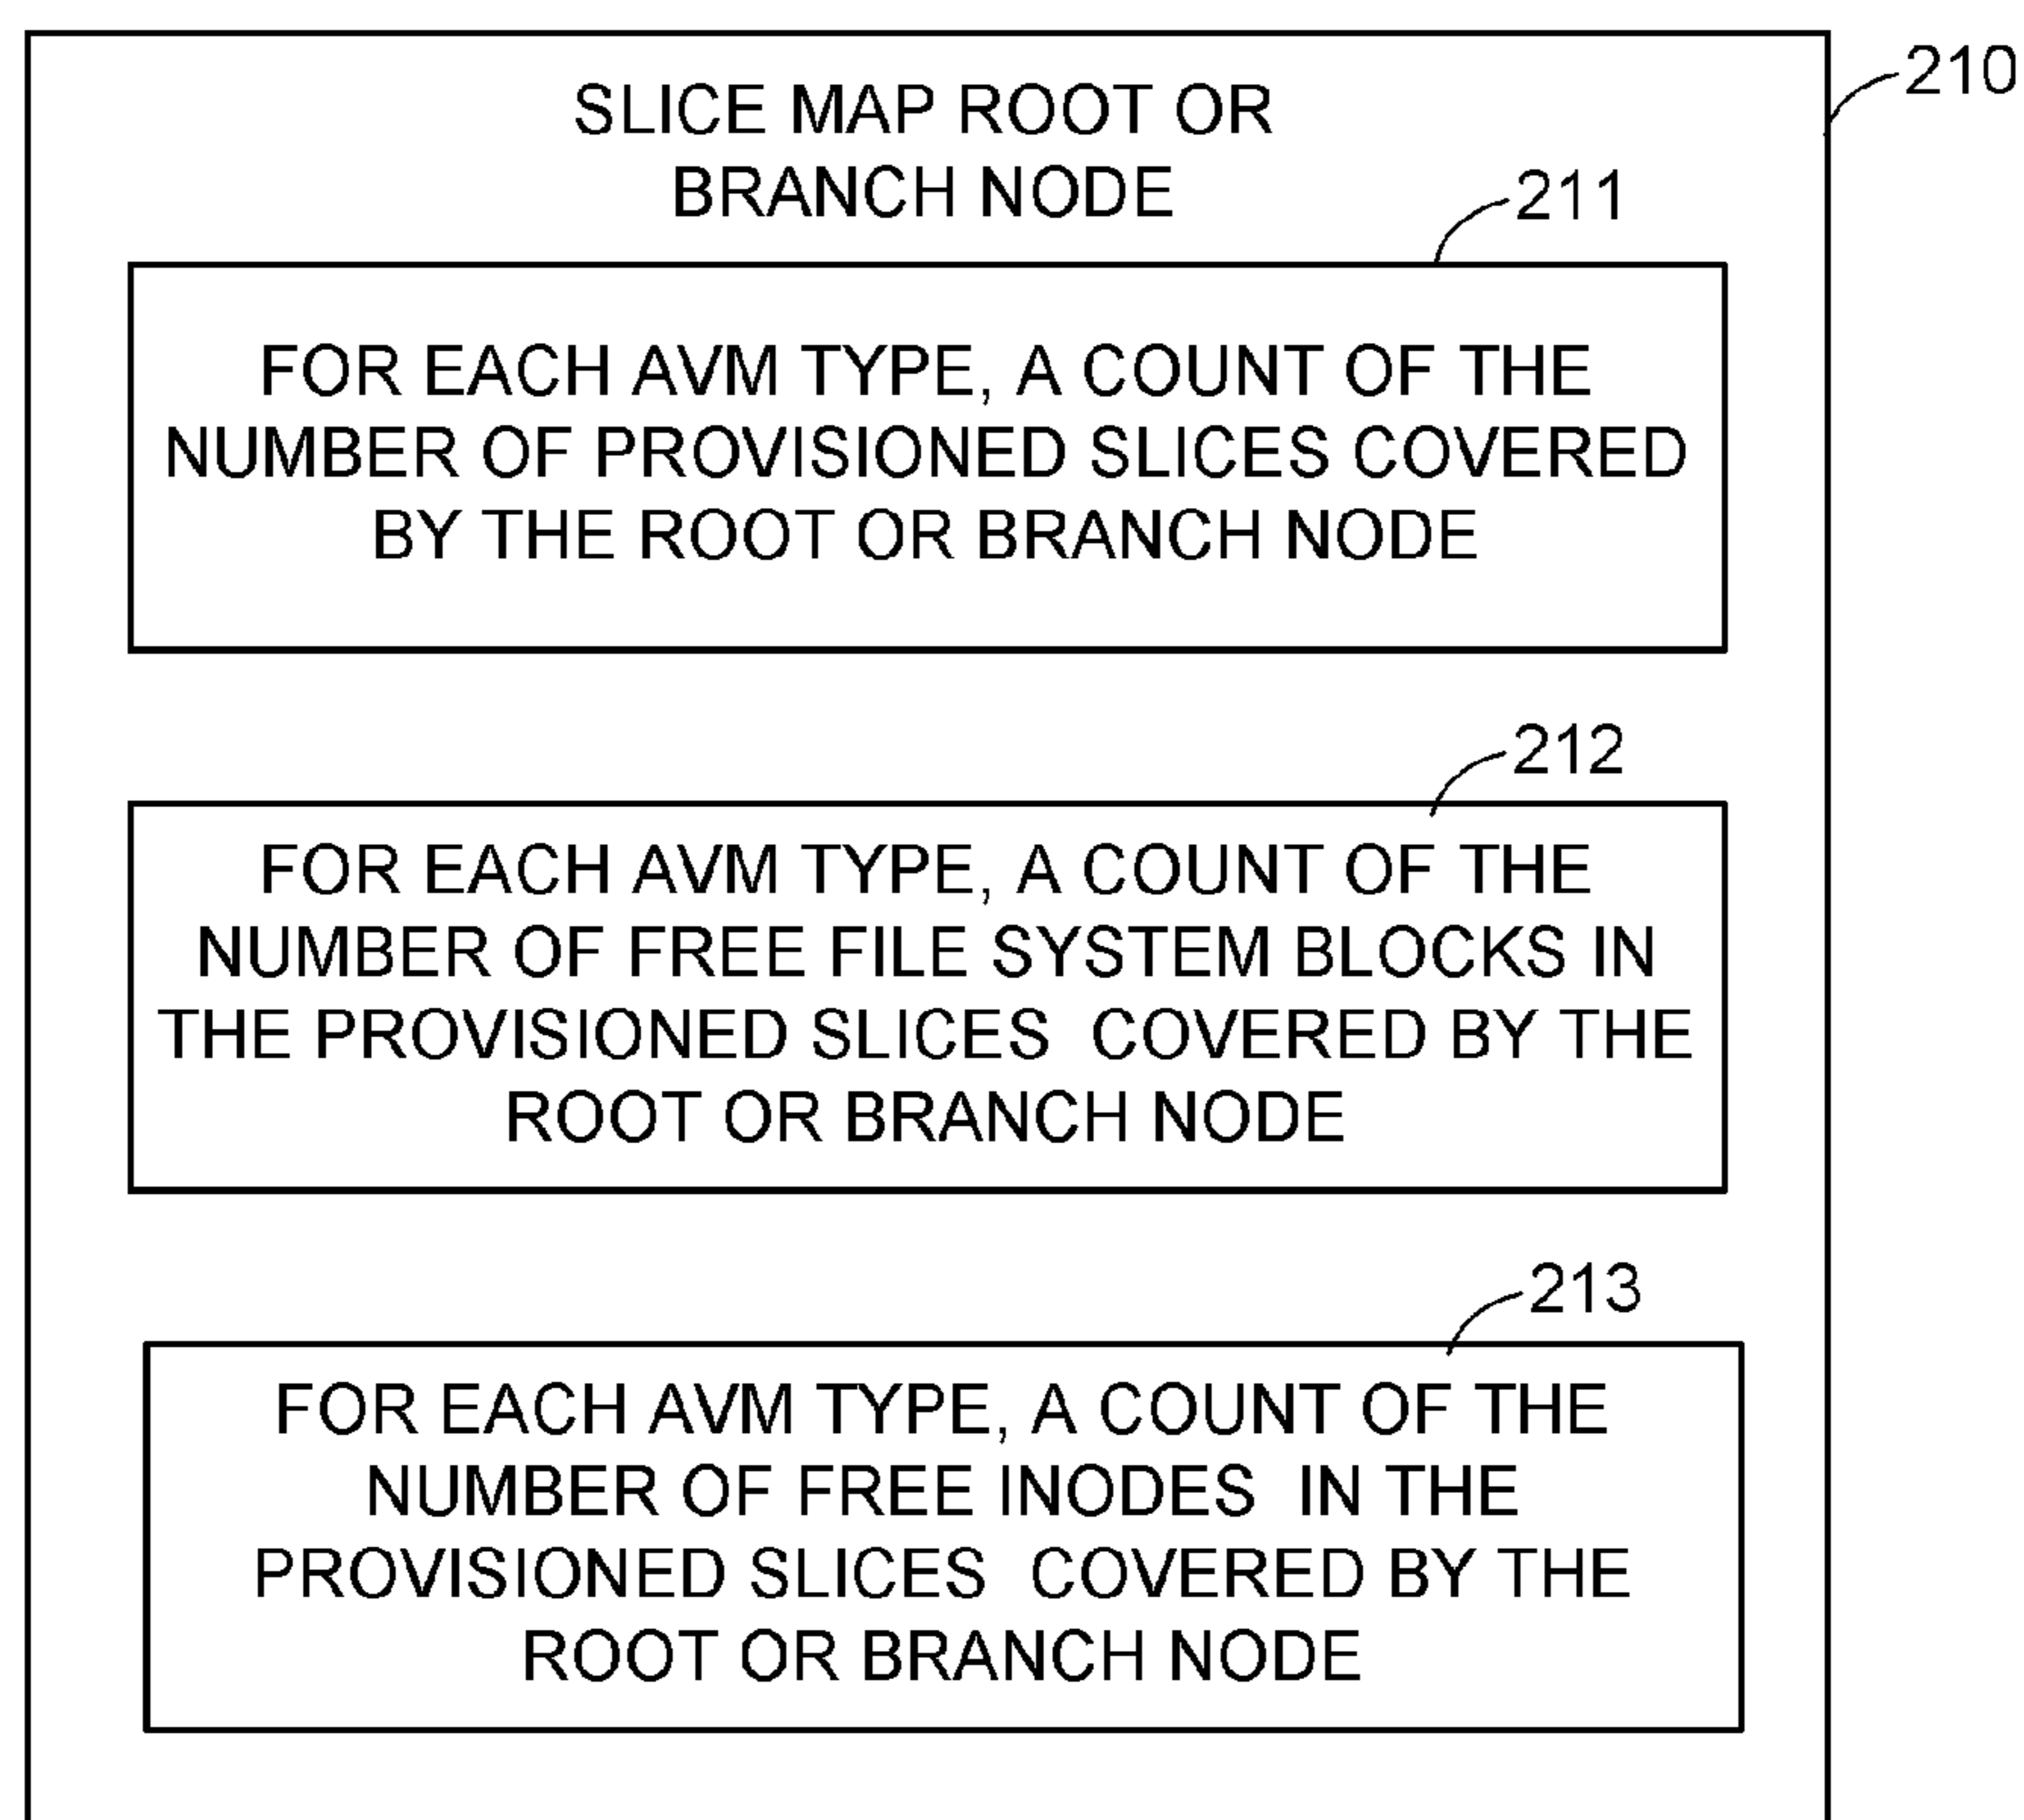 210
SLICE MAP ROOT OR
BRANCH NODE
211
FOR EACH AVM TYPE, A COUNT OF THE
NUMBER OF PROVISIONED SLICES COVERED
BY THE ROOT OR BRANCH NODE
212
FOR EACH AVM TYPE, A COUNT OF THE
NUMBER OF FREE FILE SYSTEM BLOCKS IN
THE PROVISIONED SLICES COVERED BY THE
ROOT OR BRANCH NODE
213
FOR EACH AVM TYPE, A COUNT OF THE
NUMBER OF FREE INODES IN THE
PROVISIONED SLICES COVERED BY THE
ROOT OR BRANCH NODE